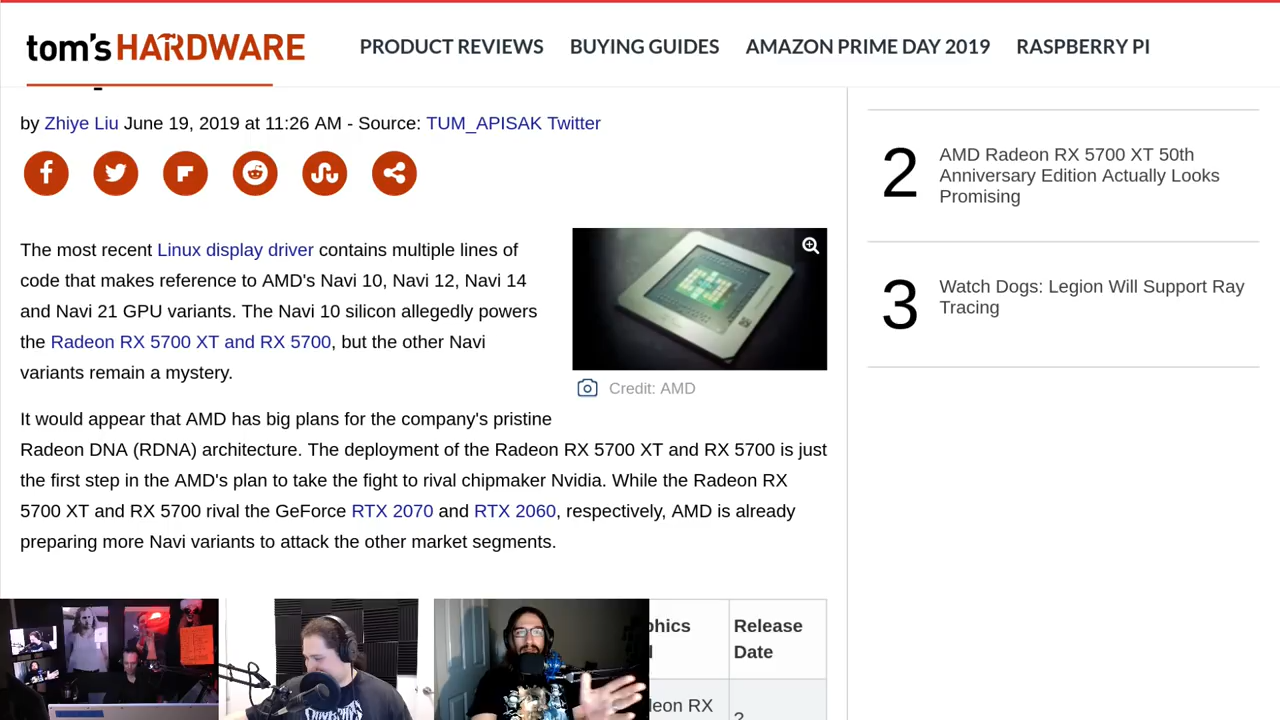 tom's HARDWARE
PRODUCT REVIEWS
BUYING GUIDES
AMAZON PRIME DAY 2019
RASPBERRY PI
by Zhiye Liu June 19, 2019 at 11:26 AM - Source: TUM_APISAK Twitter
The most recent Linux display driver contains multiple lines of
code that makes reference to AMD's Navi 10, Navi 12, Navi 14
and Navi 21 GPU variants. The Navi 10 silicon allegedly powers
the Radeon RX 5700 XT and RX 5700, but the other Navi
variants remain a mystery.
Credit: AMD
It would appear that AMD has big plans for the company's pristine
Radeon DNA (RDNA) architecture. The deployment of the Radeon RX 5700 XT and RX 5700 is just
the first step in the AMD's plan to take the fight to rival chipmaker Nvidia. While the Radeon RX
5700 XT and RX 5700 rival the GeForce RTX 2070 and RTX 2060, respectively, AMD is already
preparing more Navi variants to attack the other market segments.
Release
Date
RX
?
2
AMD Radeon RX 5700 XT 50th
Anniversary Edition Actually Looks
Promising
3
Watch Dogs: Legion Will Support Ray
Tracing